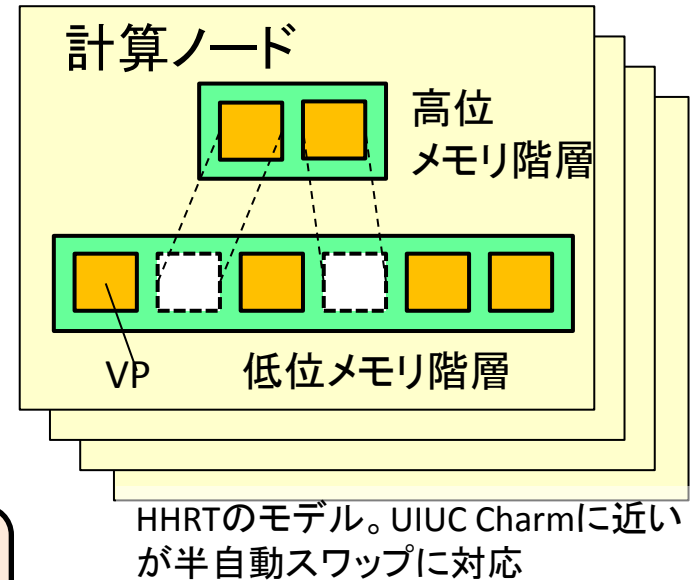 計算ノード
高位
メモリ階層
VP
低位メモリ階層
HHRTのモデル。UIUC Charmに近い
が半自動スワップに対応